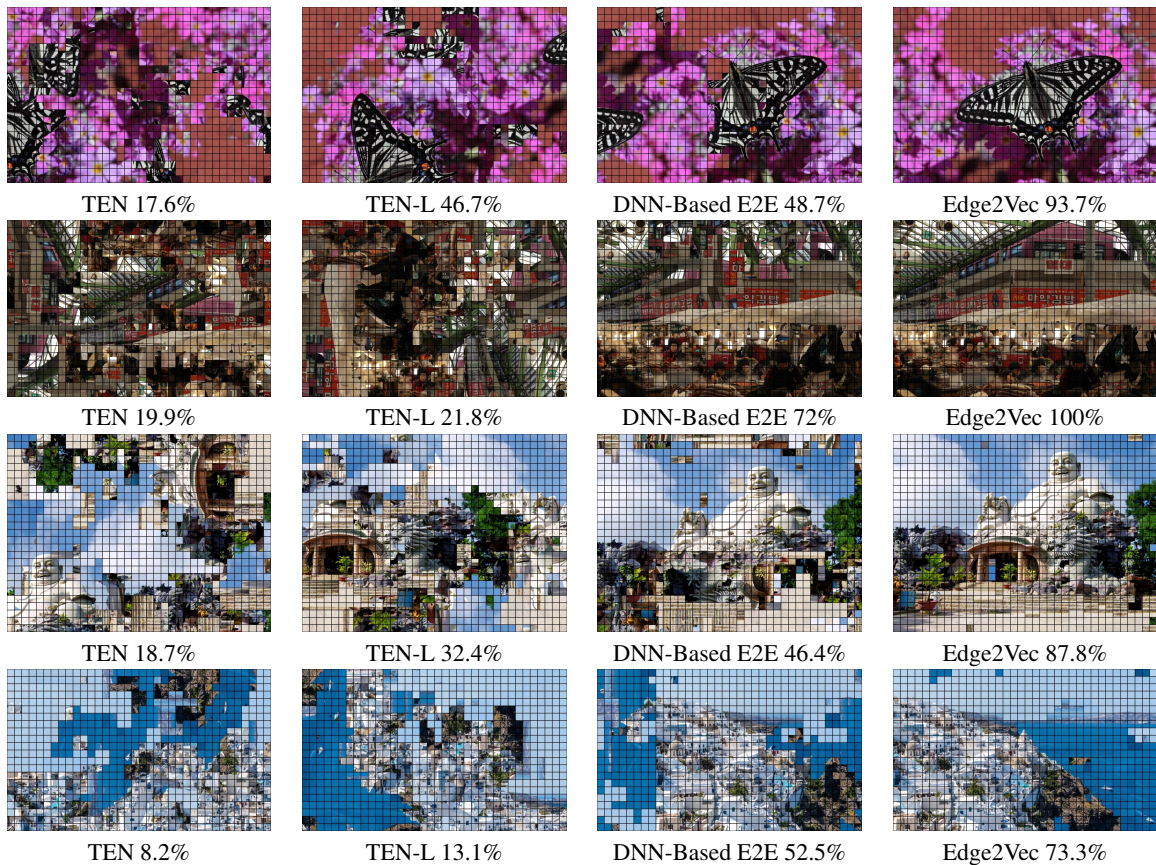 TEN 17.6%
TEN-L 46.7%
DNN-Based E2E 48.7%
Edge2Vec 93.7%
TEN 19.9%
TEN-L 21.8%
DNN-Based E2E 72%
Edge2Vec 100%
TEN 18.7%
TEN-L 32.4%
DNN-Based E2E 46.4%
Edge2Vec 87.8%
TEN 8.2%
TEN-L 13.1%
DNN-Based E2E 52.5%
Edge2Vec 73.3%